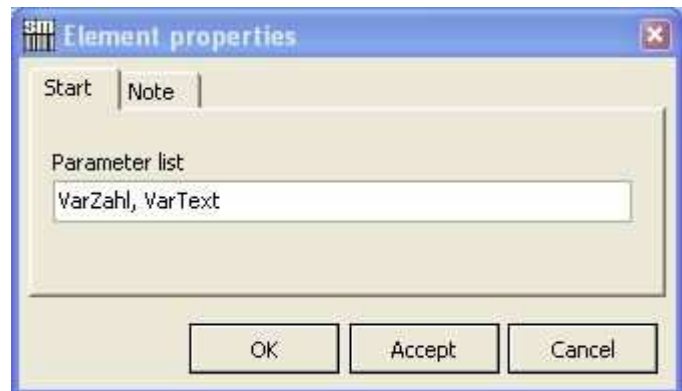 sm Element properties
Start Note
Parameter list
VarZahl, VarText
OK Accept Cancel